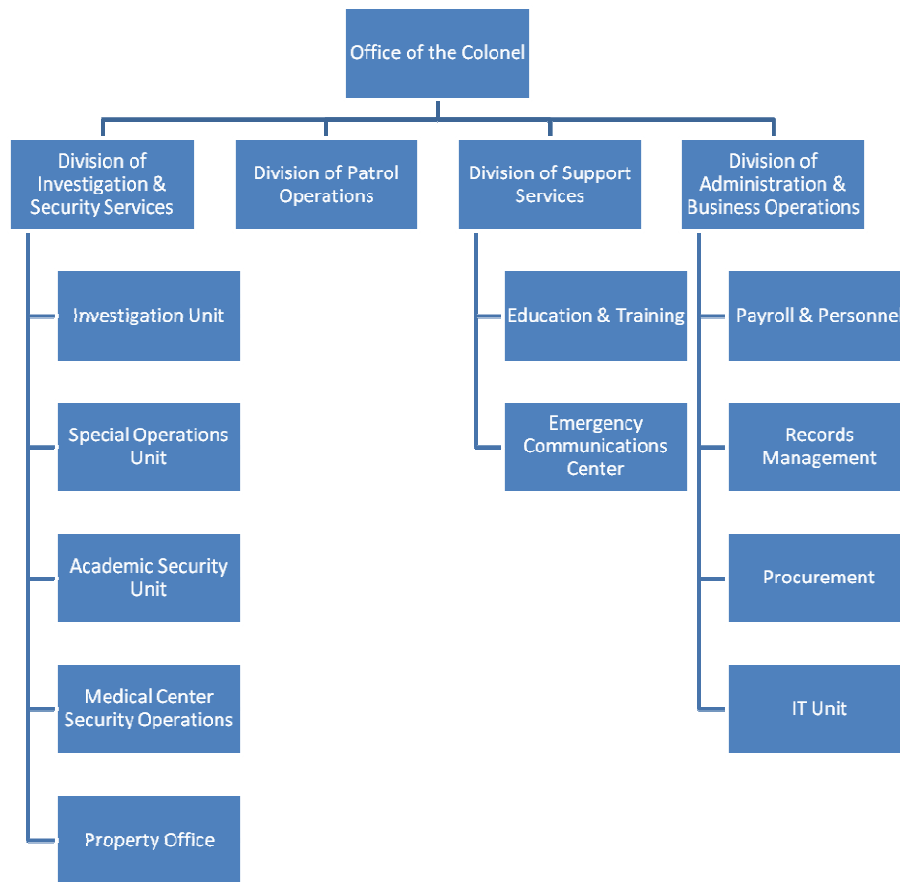 Office of the Colonel
Division of
Investigation &
Security Services
Division of Patrol
Operations
Division of Support
Services
Division of
Administration &
Business Operations
Investigation Unit
Special Operations
Unit
Academic Security
Unit
Medical Center
Security Operations
Property Office
Education & Training
Emergency
Communications
Center
Payroll & Personnel
Records
Management
Procurement
IT Unit